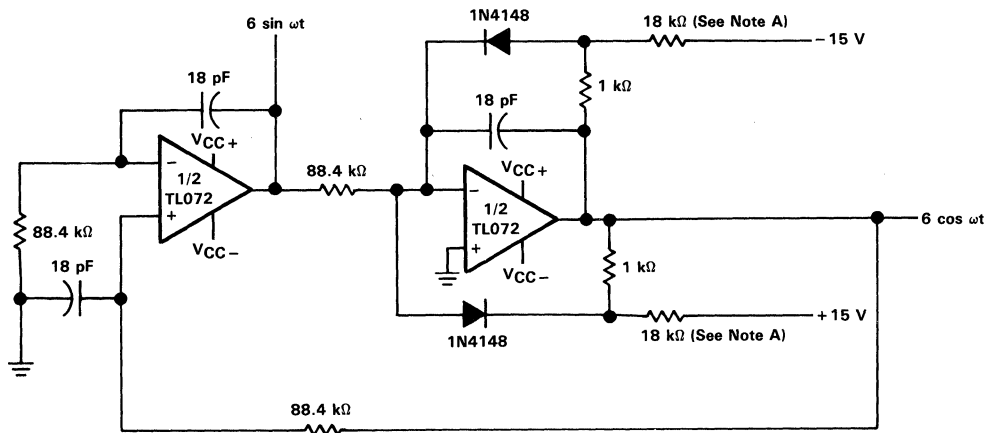 1N4148
18 kΩ (See Note A)
−15 V
6 sin ωt
18 pF
1 kΩ
18 pF
VCC+
−
1/2
TL072
+
VCC−
88.4 kΩ
88.4 kΩ
VCC+
−
1/2
TL072
+
VCC−
6 cos ωt
18 pF
1 kΩ
1N4148
18 kΩ (See Note A)
+15 V
88.4 kΩ